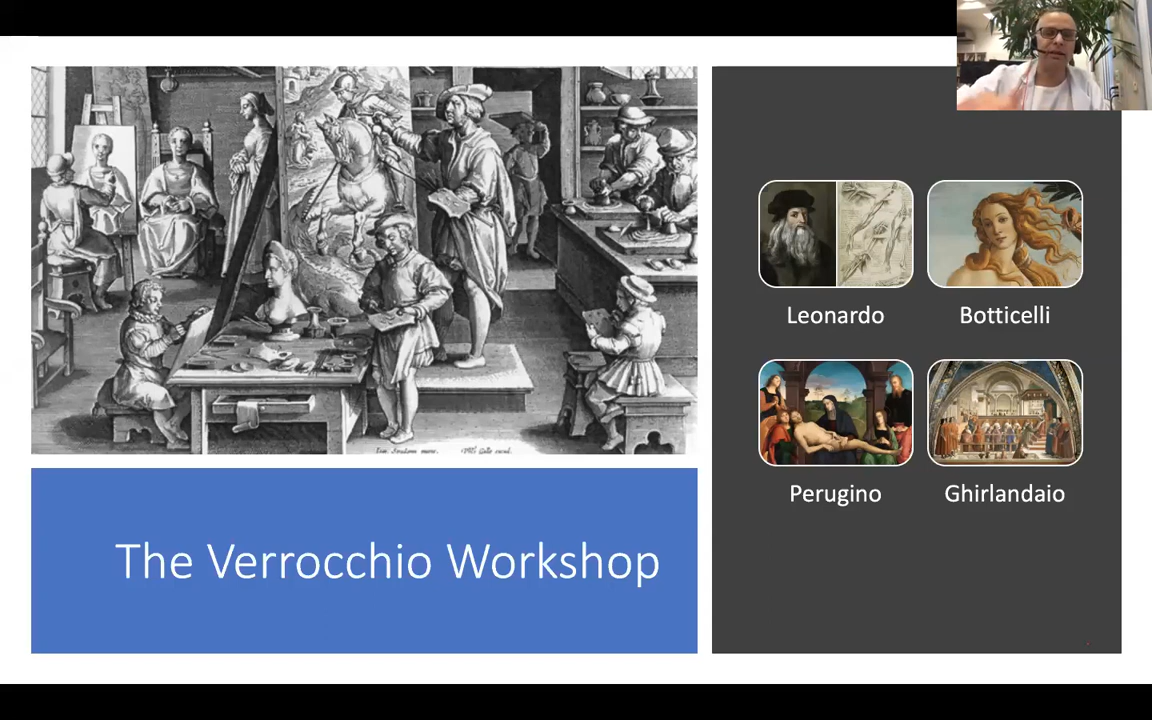 The Verrocchio Workshop
Leonardo
Botticelli
Perugino
Ghirlandaio